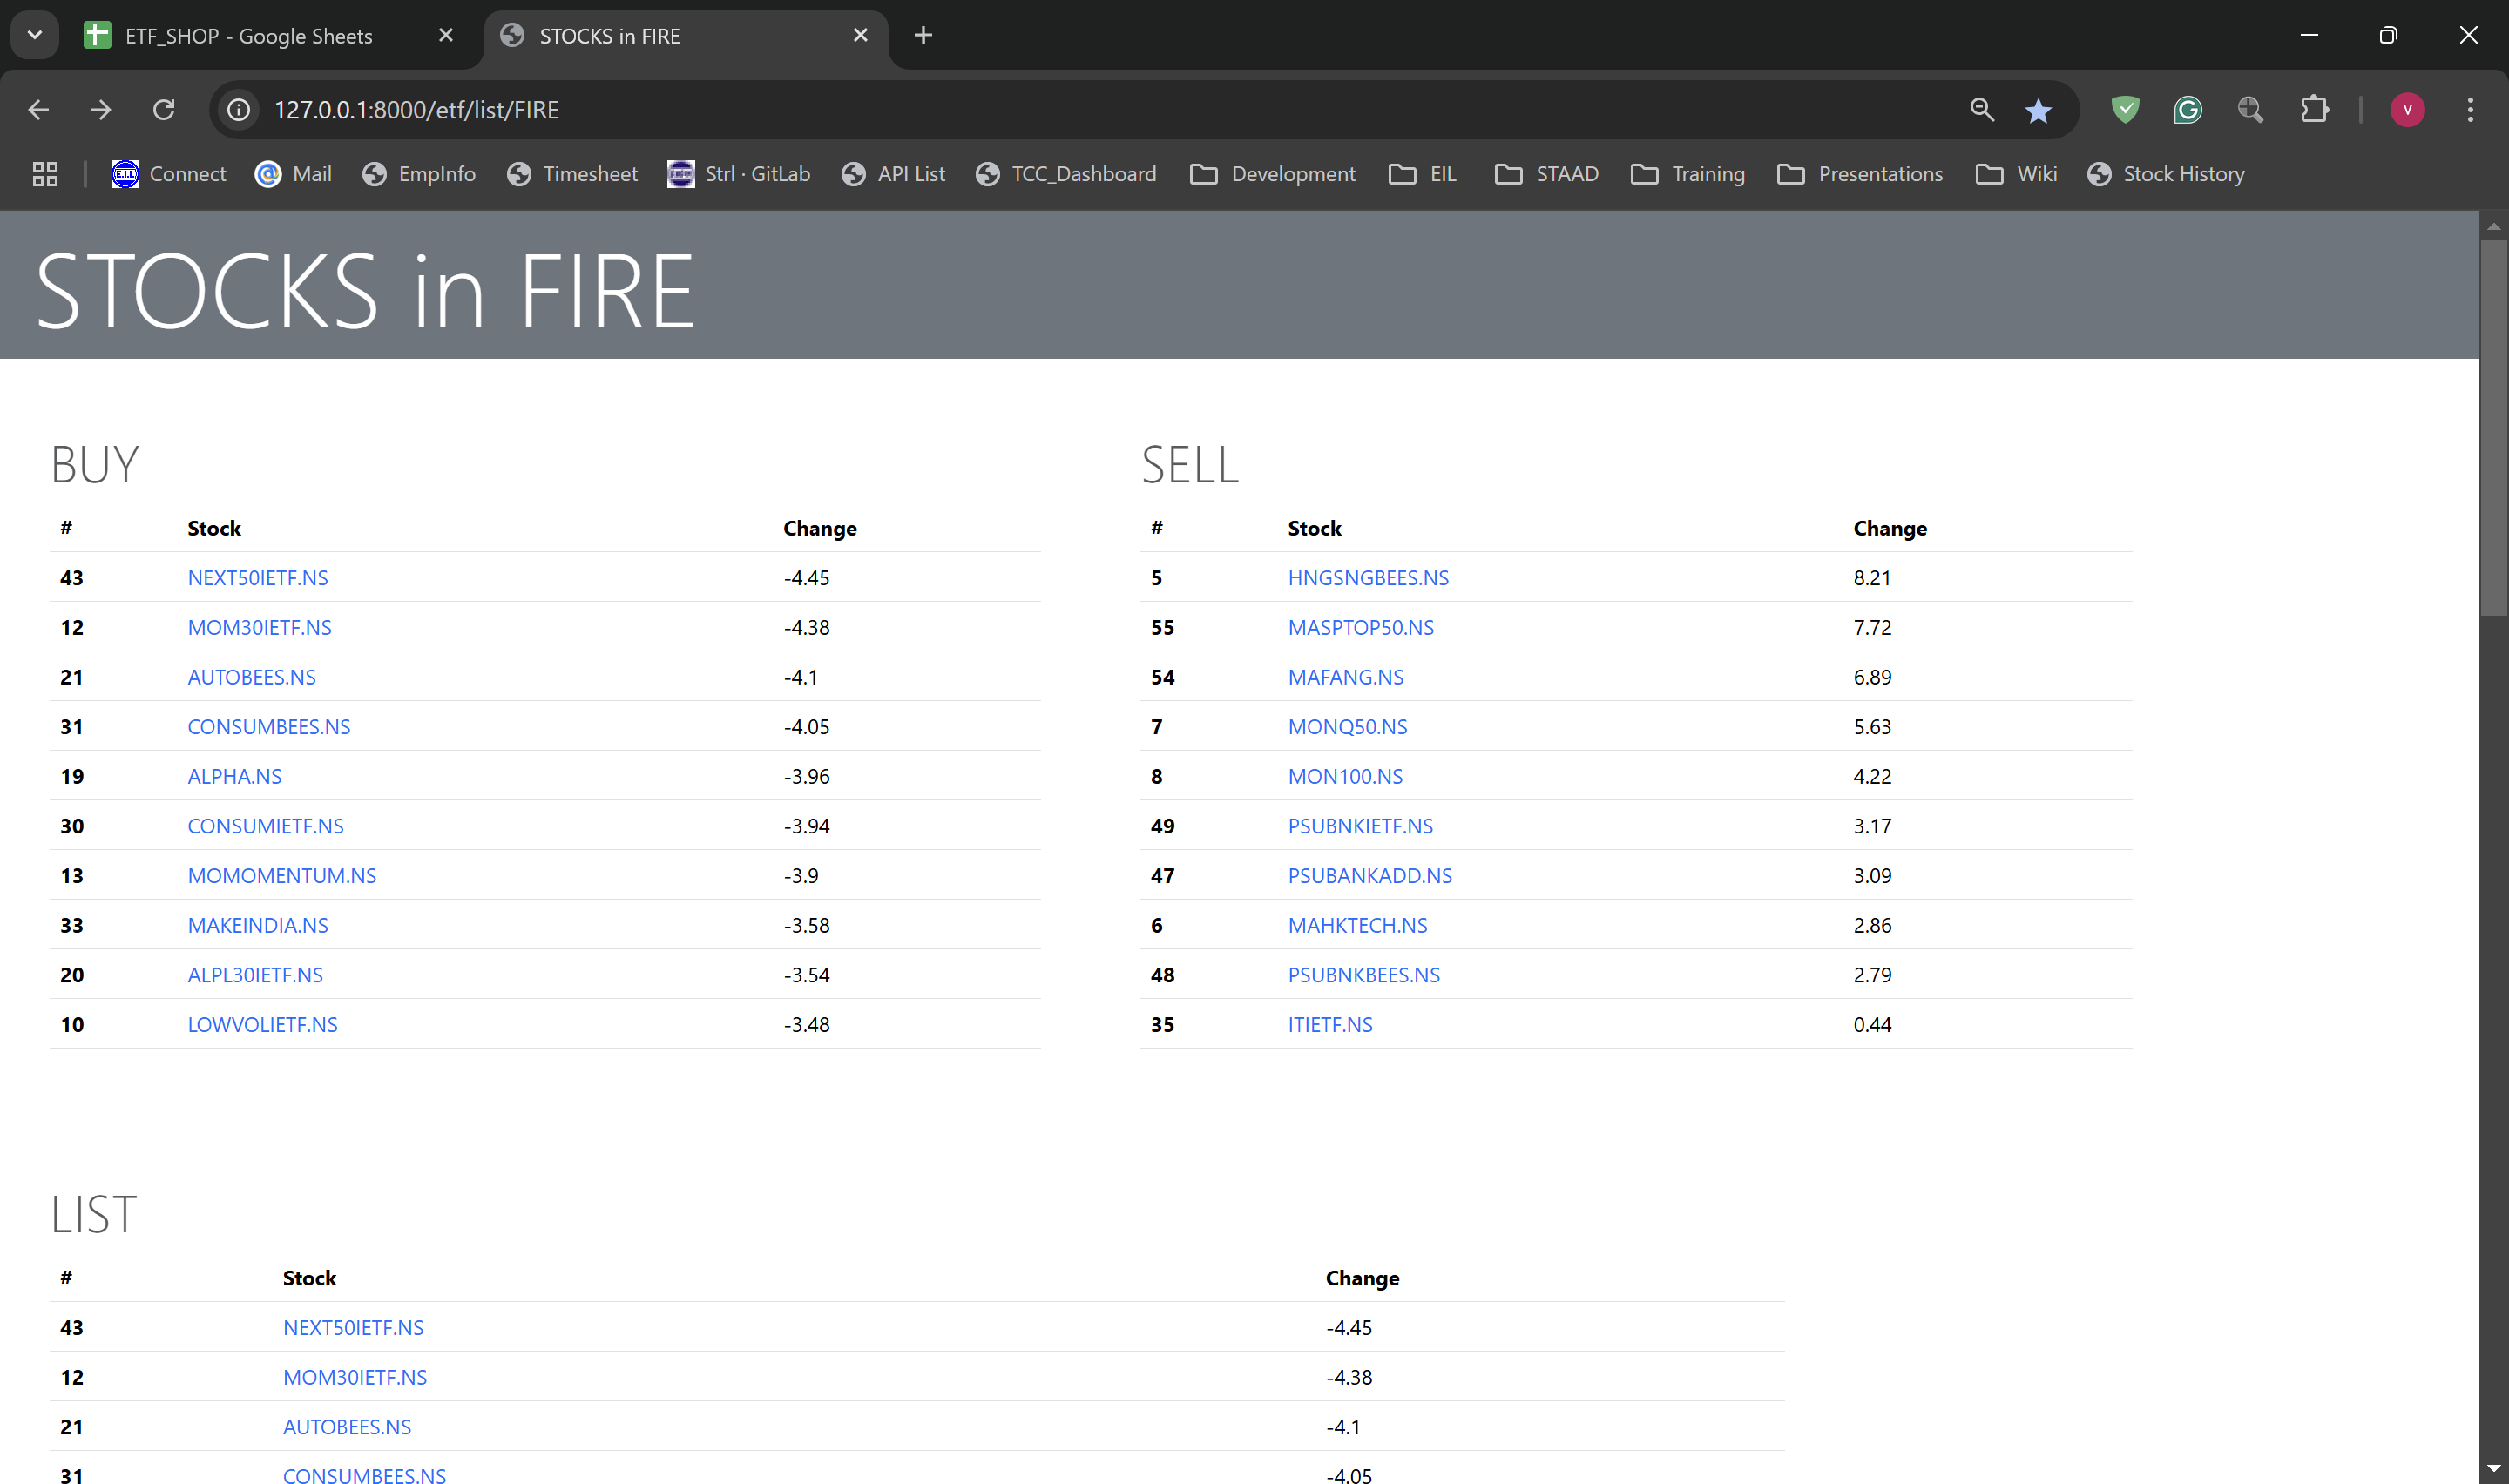 ETF_SHOP - Google Sheets
STOCKS in FIRE
127.0.0.1:8000/etf/list/FIRE
V
Connect Mail EmpInfo Timesheet Strl · GitLab API List TCC_Dashboard Development EIL STAAD Training Presentations Wiki Stock History
STOCKS in FIRE
BUY
# Stock Change
43 NEXT50IETF.NS -4.45
12 MOM30IETF.NS -4.38
21 AUTOBEES.NS -4.1
31 CONSUMBEES.NS -4.05
19 ALPHA.NS -3.96
30 CONSUMIETF.NS -3.94
13 MOMOMENTUM.NS -3.9
33 MAKEINDIA.NS -3.58
20 ALPL30IETF.NS -3.54
10 LOWVOLIETF.NS -3.48
SELL
# Stock Change
5 HNGSNGBEES.NS 8.21
55 MASPTOP50.NS 7.72
54 MAFANG.NS 6.89
7 MONQ50.NS 5.63
8 MON100.NS 4.22
49 PSUBNKIETF.NS 3.17
47 PSUBANKADD.NS 3.09
6 MAHKTECH.NS 2.86
48 PSUBNKBEES.NS 2.79
35 ITIETF.NS 0.44
LIST
# Stock Change
43 NEXT50IETF.NS -4.45
12 MOM30IETF.NS -4.38
21 AUTOBEES.NS -4.1
31 CONSUMBEES.NS -4.05